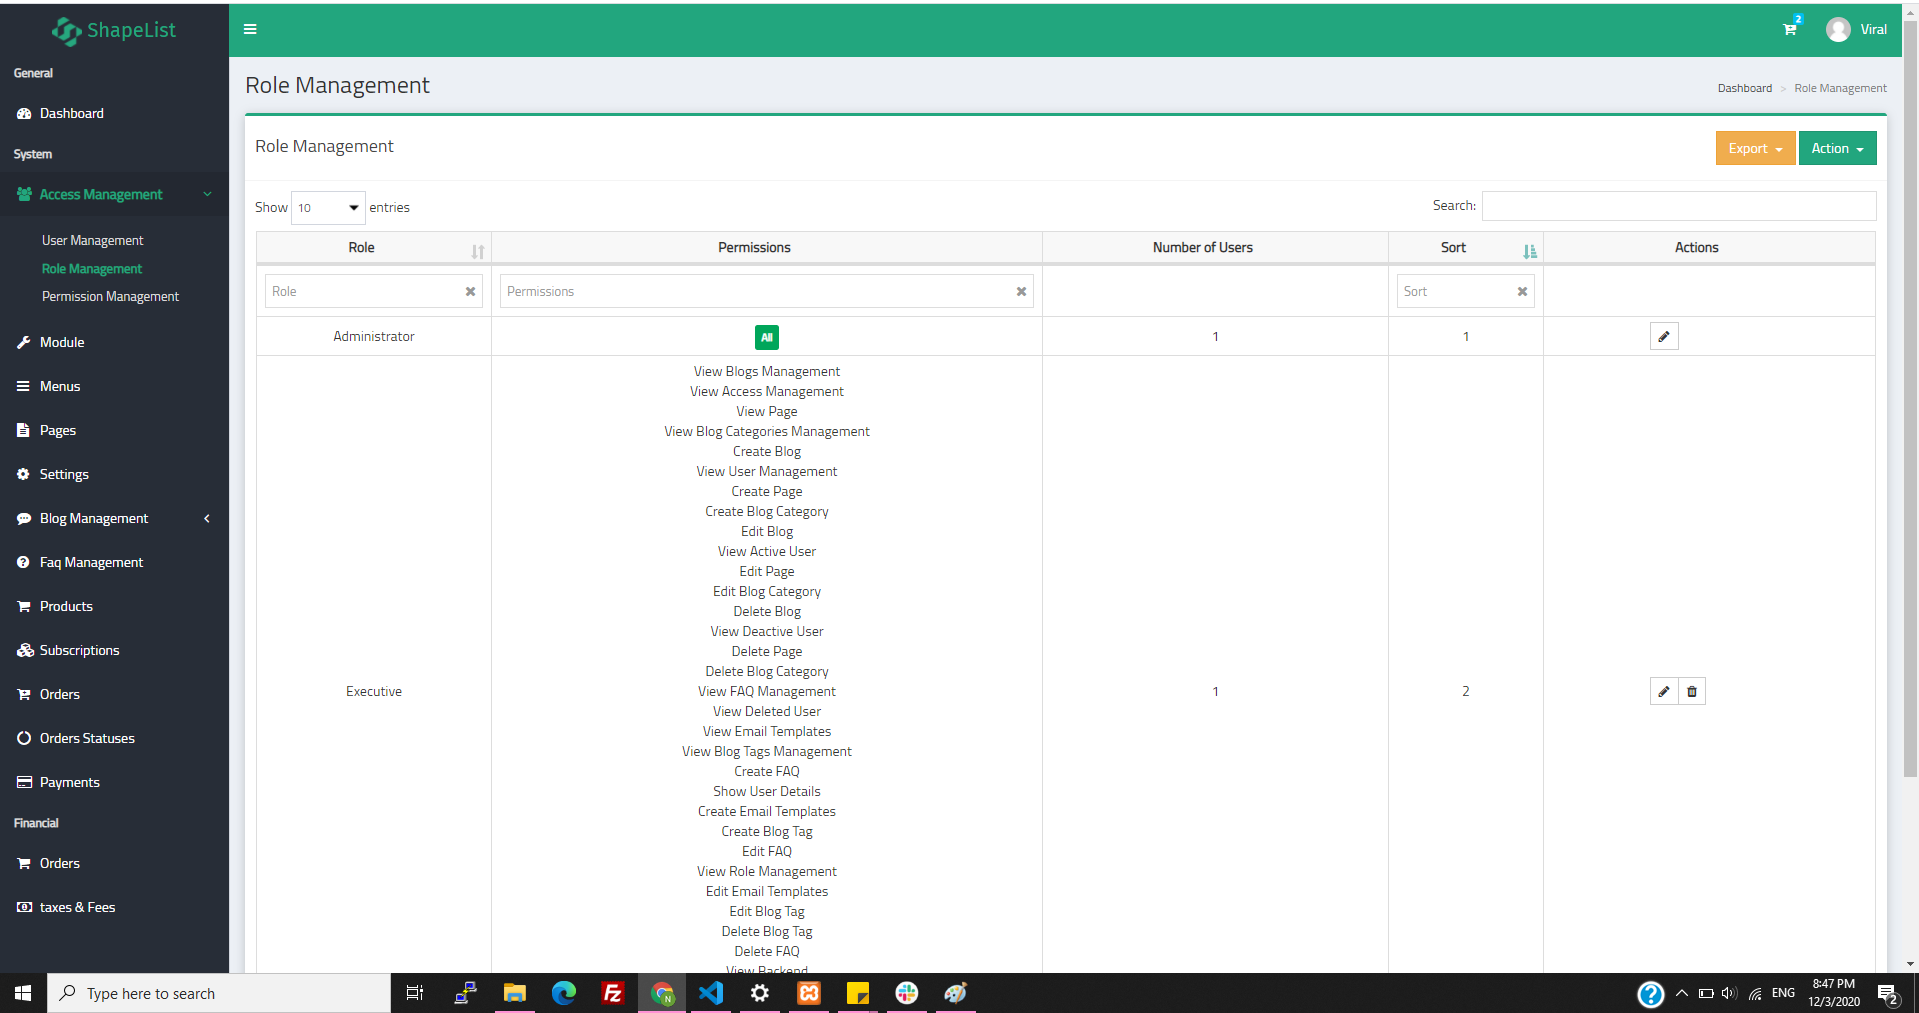 ShapeList
2
Viral
General
Dashboard
System
Access Management
User Management
Role Management
Permission Management
Module
Menus
Pages
Settings
Blog Management
Faq Management
Products
Subscriptions
Orders
Orders Statuses
Payments
Financial
Orders
taxes & Fees
Role Management
Dashboard > Role Management
Role Management
Export
Action
Show 10 entries
Search:
Role Permissions Number of Users Sort Actions
Role Permissions Sort
Administrator All 1 1
View Blogs Management
View Access Management
View Page
View Blog Categories Management
Create Blog
View User Management
Create Page
Create Blog Category
Edit Blog
View Active User
Edit Page
Edit Blog Category
Delete Blog
View Deactive User
Delete Page
Delete Blog Category
Executive View FAQ Management 1 2
View Deleted User
View Email Templates
View Blog Tags Management
Create FAQ
Show User Details
Create Email Templates
Create Blog Tag
Edit FAQ
View Role Management
Edit Email Templates
Edit Blog Tag
Delete Blog Tag
Delete FAQ
View Backend
Type here to search
Fz
N
?
ENG
8:47 PM
12/3/2020
2